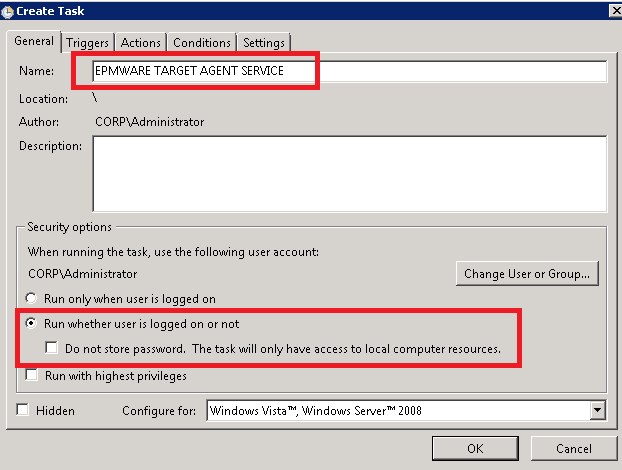 Create Task
General Triggers Actions Conditions Settings
Name: EPMWARE TARGET AGENT SERVICE
Location: \
Author: CORP\Administrator
Description:
Security options
When running the task, use the following user account:
CORP\Administrator
Change User or Group...
Run only when user is logged on
Run whether user is logged on or not
Do not store password. The task will only have access to local computer resources.
Run with highest privileges
Hidden Configure for: Windows Vista™, Windows Server™ 2008
OK Cancel